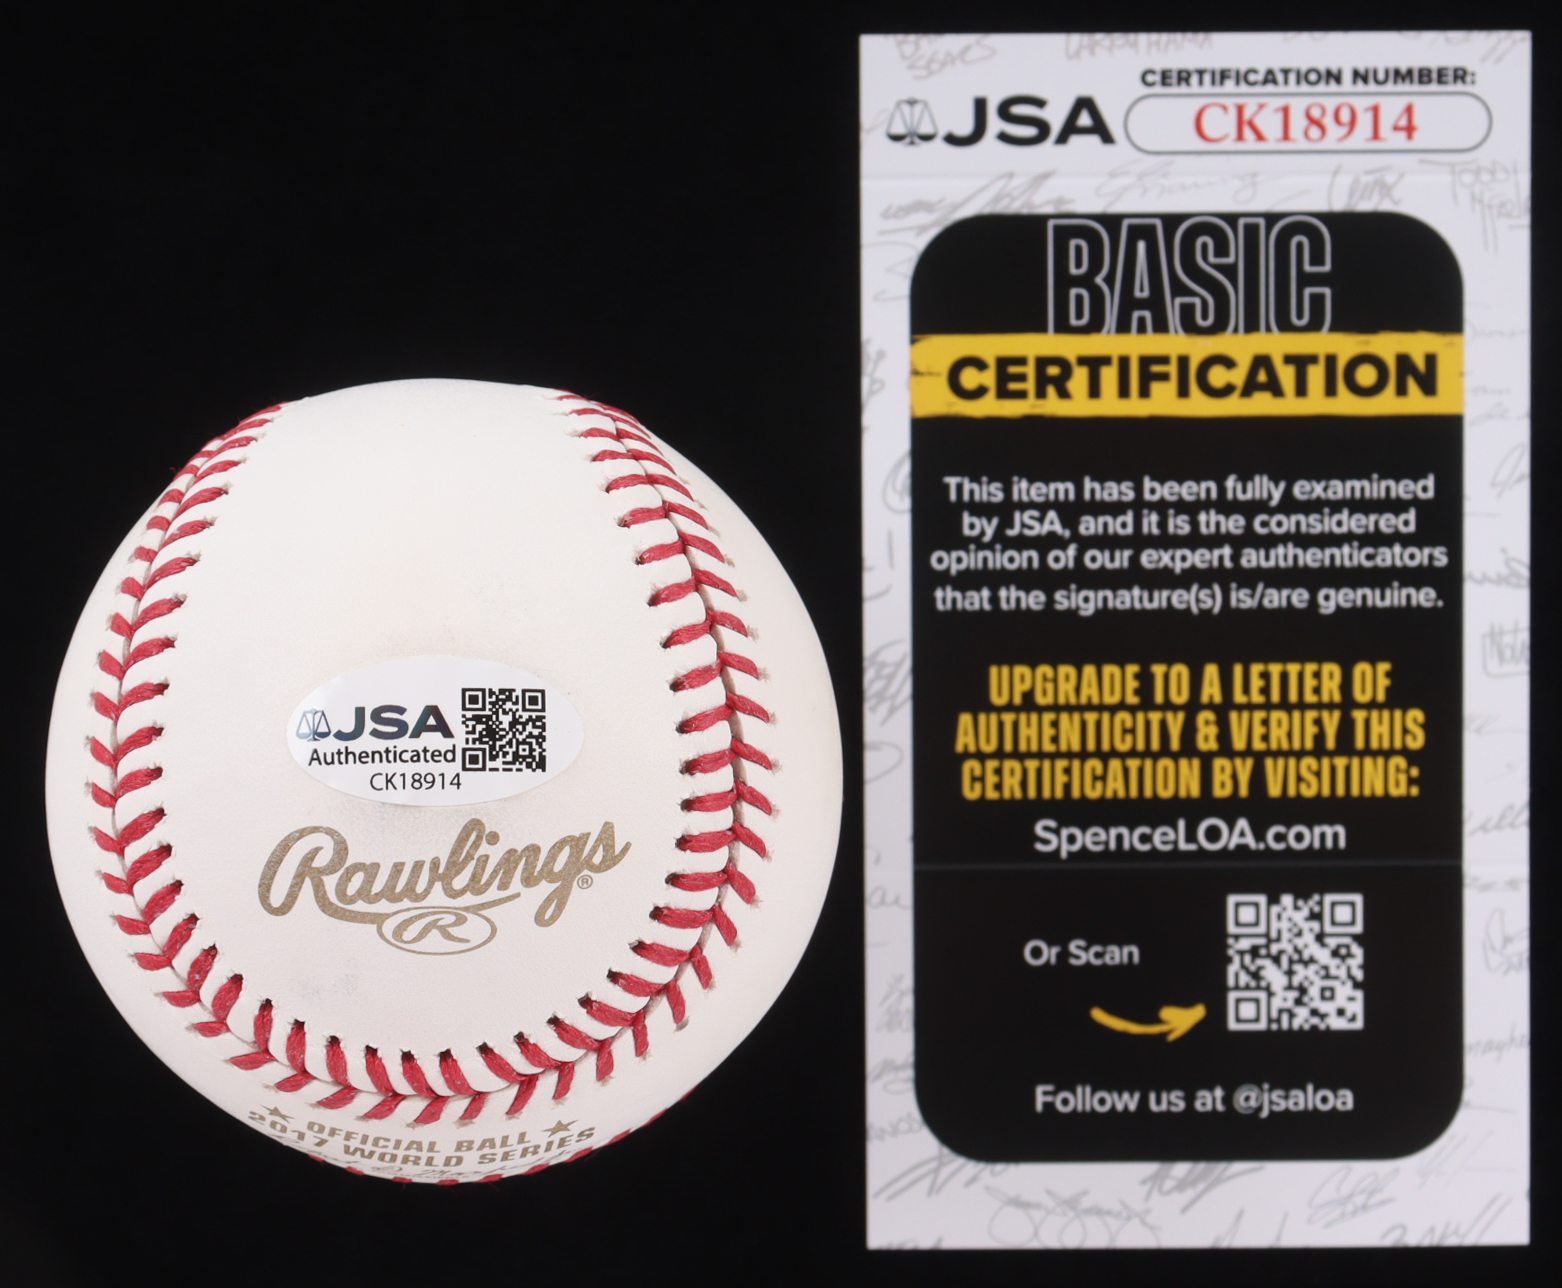 JSA
Authenticated
CK18914
Rawlings®
R
OFFICIAL BALL
2017 WORLD SERIES
CERTIFICATION NUMBER:
JSA CK18914
BASIC
CERTIFICATION
This item has been fully examined
by JSA, and it is the considered
opinion of our expert authenticators
that the signature(s) is/are genuine.
UPGRADE TO A LETTER OF
AUTHENTICITY & VERIFY THIS
CERTIFICATION BY VISITING:
SpenceLOA.com
Or Scan
Follow us at @jsaloa